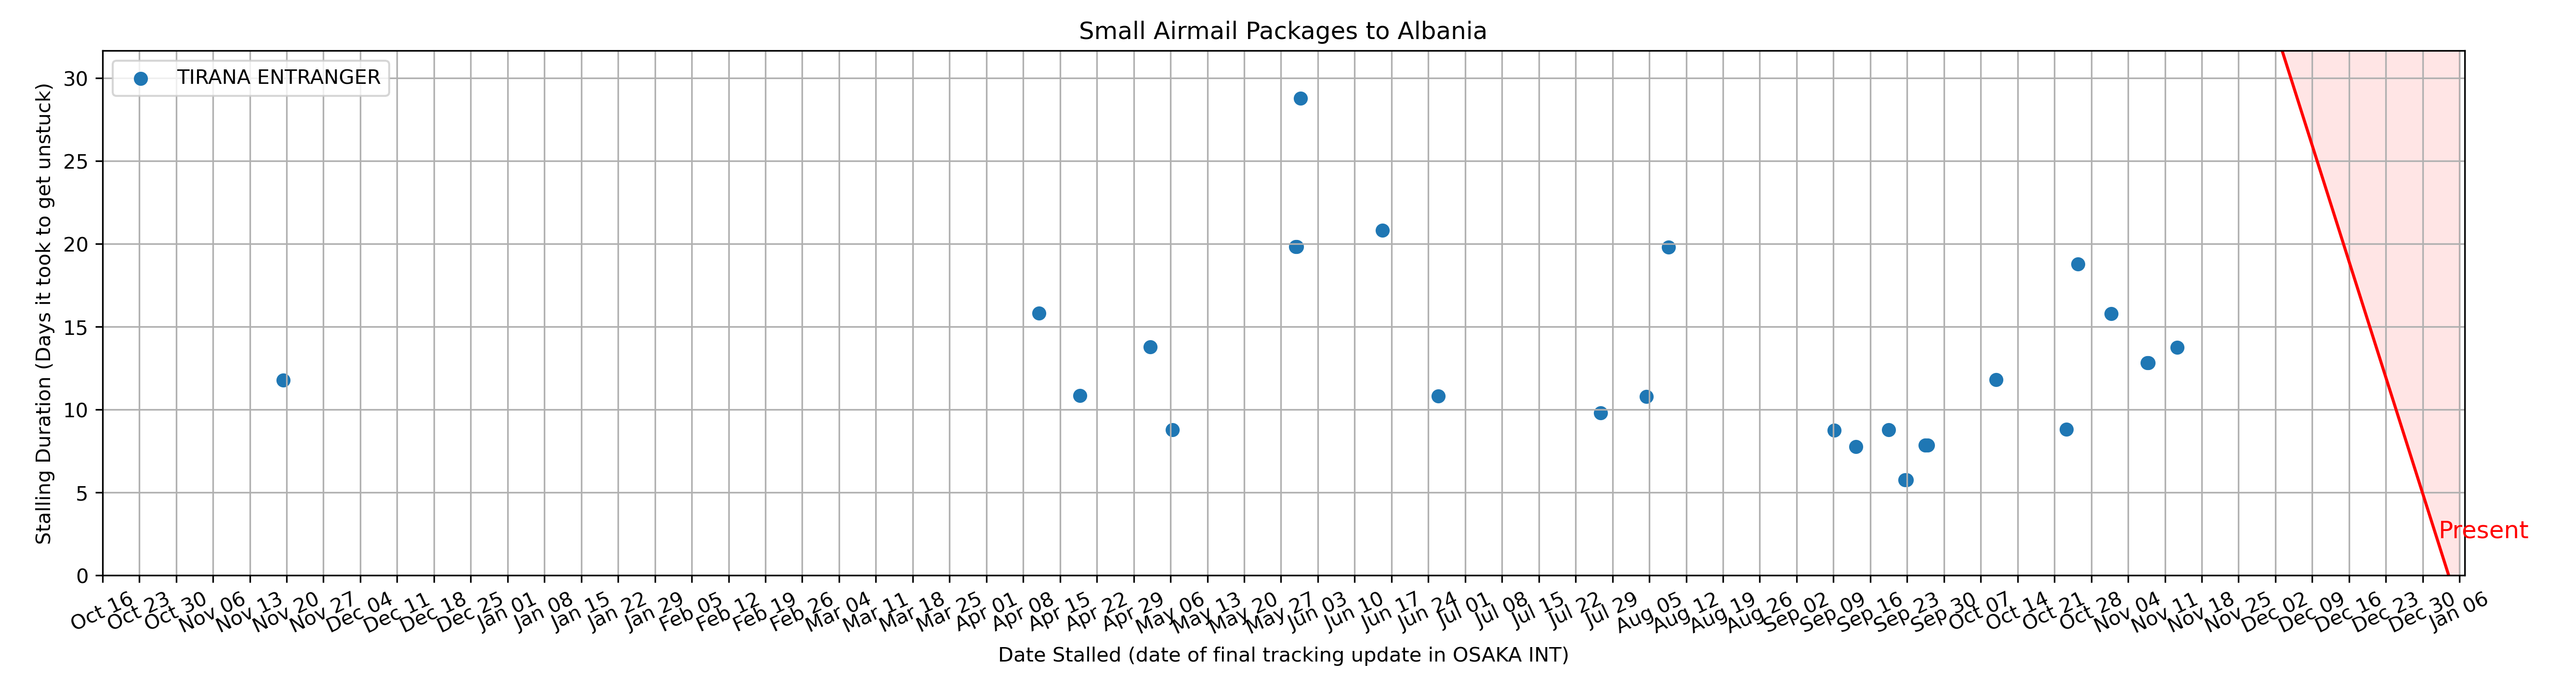 Small Airmail Packages to Albania
TIRANA ENTRANGER
Stalling Duration (Days it took to get unstuck)
30
25
20
15
10
5
0
Present
Oct 16
Oct 23
Oct 30
Nov 06
Nov 13
Nov 20
Nov 27
Dec 04
Dec 11
Dec 18
Dec 25
Jan 01
Jan 08
Jan 15
Jan 22
Jan 29
Feb 05
Feb 12
Feb 19
Feb 26
Mar 04
Mar 11
Mar 18
Mar 25
Apr 01
Apr 08
Apr 15
Apr 22
Apr 29
May 06
May 13
May 20
May 27
Jun 03
Jun 10
Jun 17
Jun 24
Jul 01
Jul 08
Jul 15
Jul 22
Jul 29
Aug 05
Aug 12
Aug 19
Aug 26
Sep 02
Sep 09
Sep 16
Sep 23
Sep 30
Oct 07
Oct 14
Oct 21
Oct 28
Nov 04
Nov 11
Nov 18
Nov 25
Dec 02
Dec 09
Dec 16
Dec 23
Dec 30
Jan 06
Date Stalled (date of final tracking update in OSAKA INT)